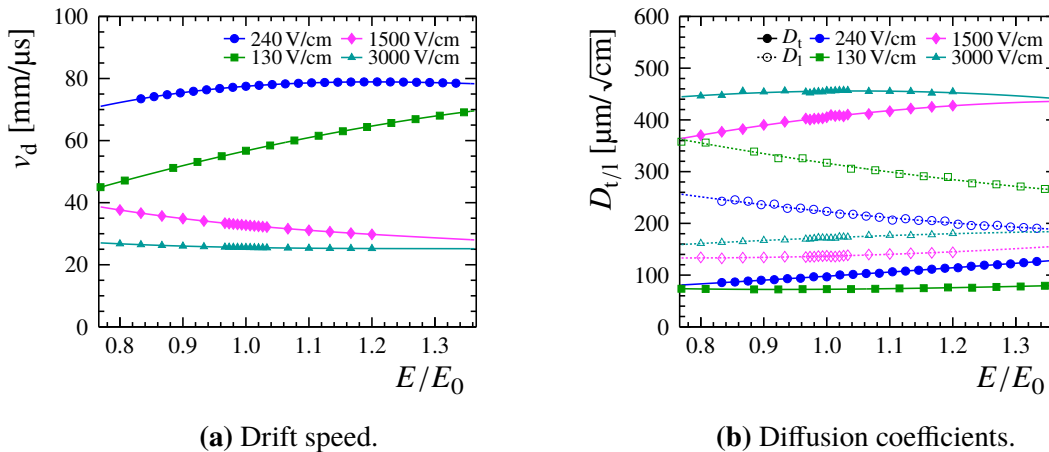 100
80
60
40
20
0
v_d [mm/μs]
240 V/cm
1500 V/cm
130 V/cm
3000 V/cm
0.8 0.9 1.0 1.1 1.2 1.3
E/E_0
(a) Drift speed.
600
500
400
300
200
100
0
D_t/l [μm/√cm]
D_t
240 V/cm
1500 V/cm
D_l
130 V/cm
3000 V/cm
0.8 0.9 1.0 1.1 1.2 1.3
E/E_0
(b) Diffusion coefficients.